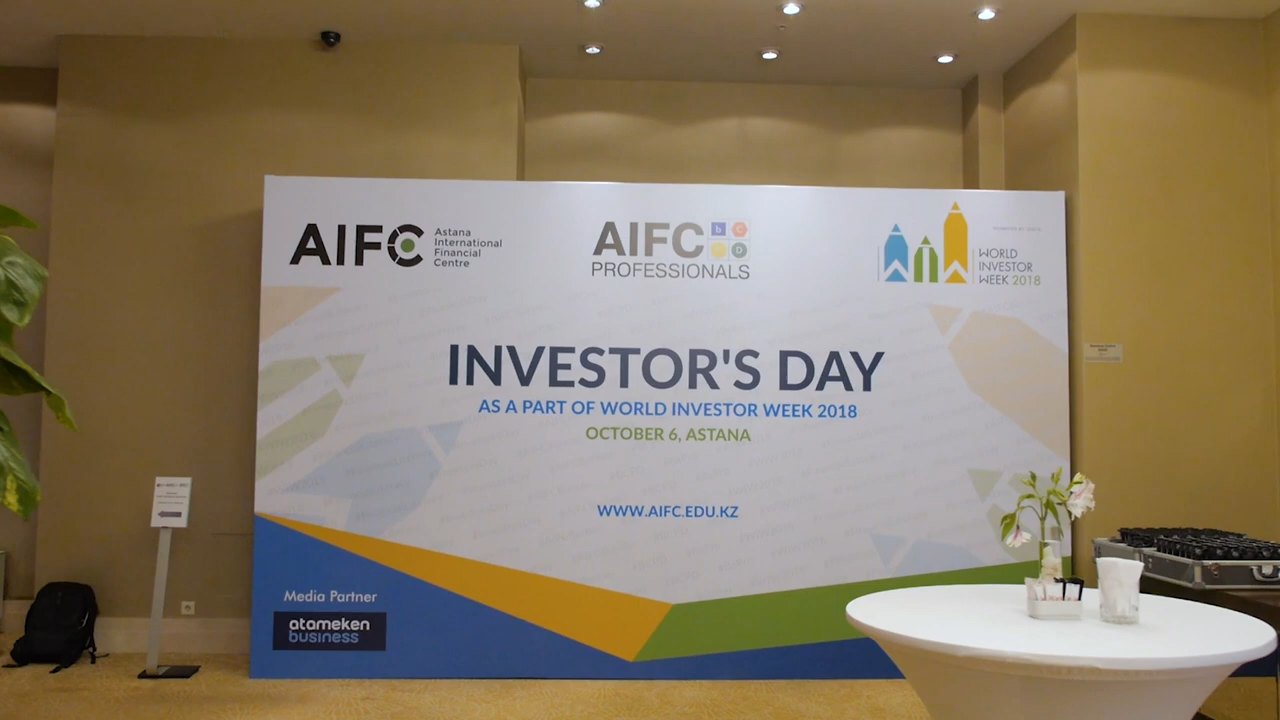 AIFC
Astana
International
Financial
Centre
AIFC
b C
D
PROFESSIONALS
WORLD
INVESTOR
WEEK 2018
INVESTOR'S DAY
AS A PART OF WORLD INVESTOR WEEK 2018
OCTOBER 6, ASTANA
WWW.AIFC.EDU.KZ
Media Partner
atameken
business